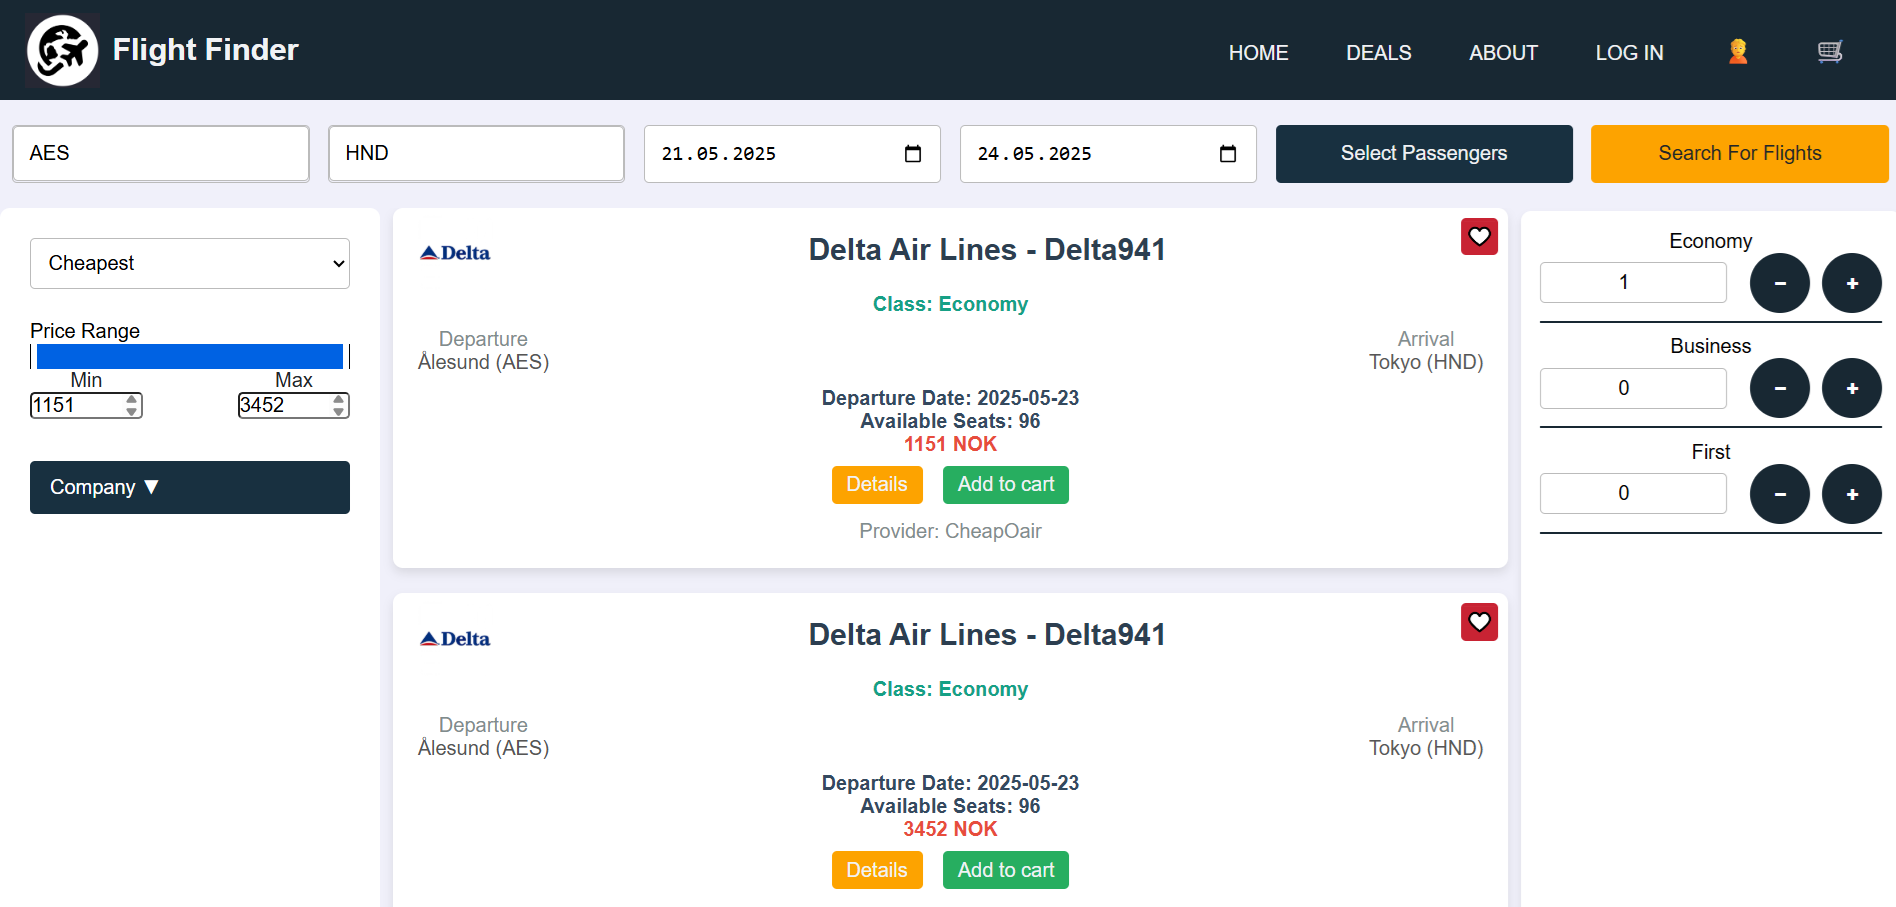 Flight Finder
HOME
DEALS
ABOUT
LOG IN
AES
HND
21.05.2025
24.05.2025
Select Passengers
Search For Flights
Cheapest
Price Range
Min
Max
1151
3452
Company ▼
Delta
Delta Air Lines - Delta941
Class: Economy
Departure
Ålesund (AES)
Arrival
Tokyo (HND)
Departure Date: 2025-05-23
Available Seats: 96
1151 NOK
Details
Add to cart
Provider: CheapOair
Delta
Delta Air Lines - Delta941
Class: Economy
Departure
Ålesund (AES)
Arrival
Tokyo (HND)
Departure Date: 2025-05-23
Available Seats: 96
3452 NOK
Details
Add to cart
Economy
1
−
+
Business
0
−
+
First
0
−
+